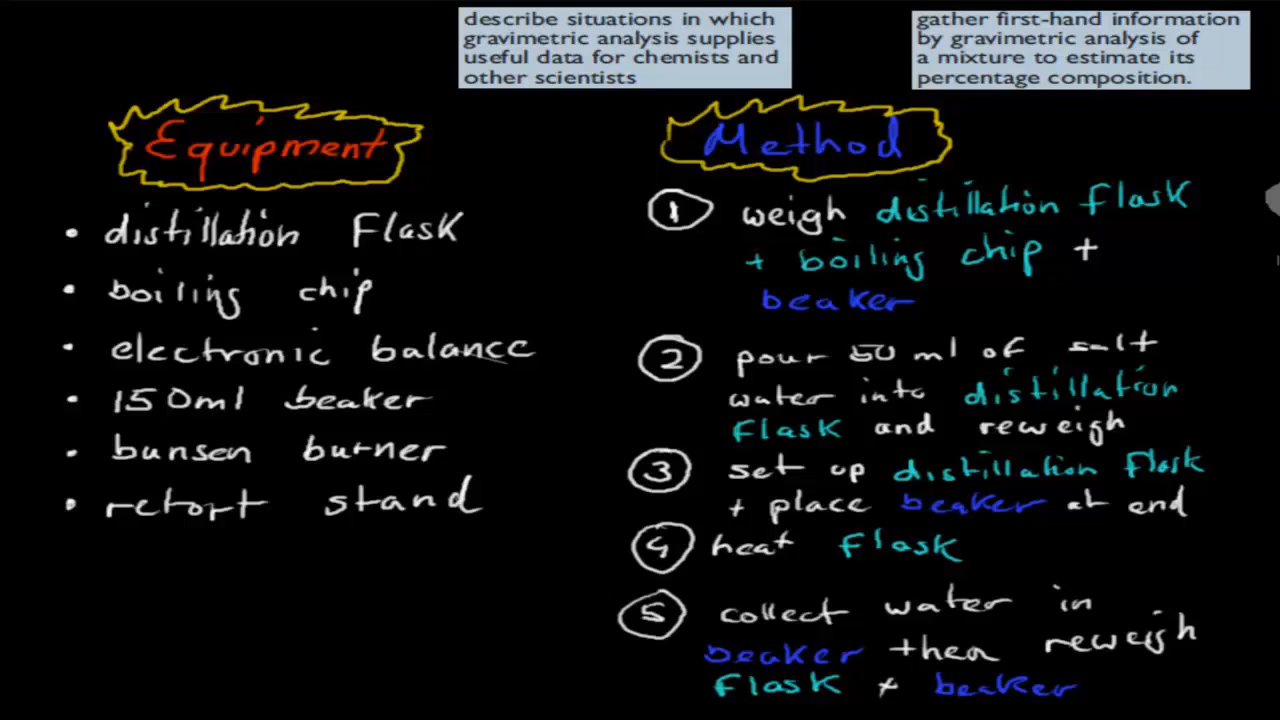 describe situations in which
gravimetric analysis supplies
useful data for chemists and
other scientists
gather first-hand information
by gravimetric analysis of
a mixture to estimate its
percentage composition.
Equipment
• distillation Flask
• boiling chip
• electronic balance
• 150ml beaker
• bunsen burner
• retort stand
Method
1 weigh distillation flask
+ boiling chip +
beaker
2 pour 50 ml of salt
water into distillation
flask and reweigh
3 set up distillation flask
+ place beaker at end
4 heat flask
5 collect water in
beaker then reweigh
flask + beaker